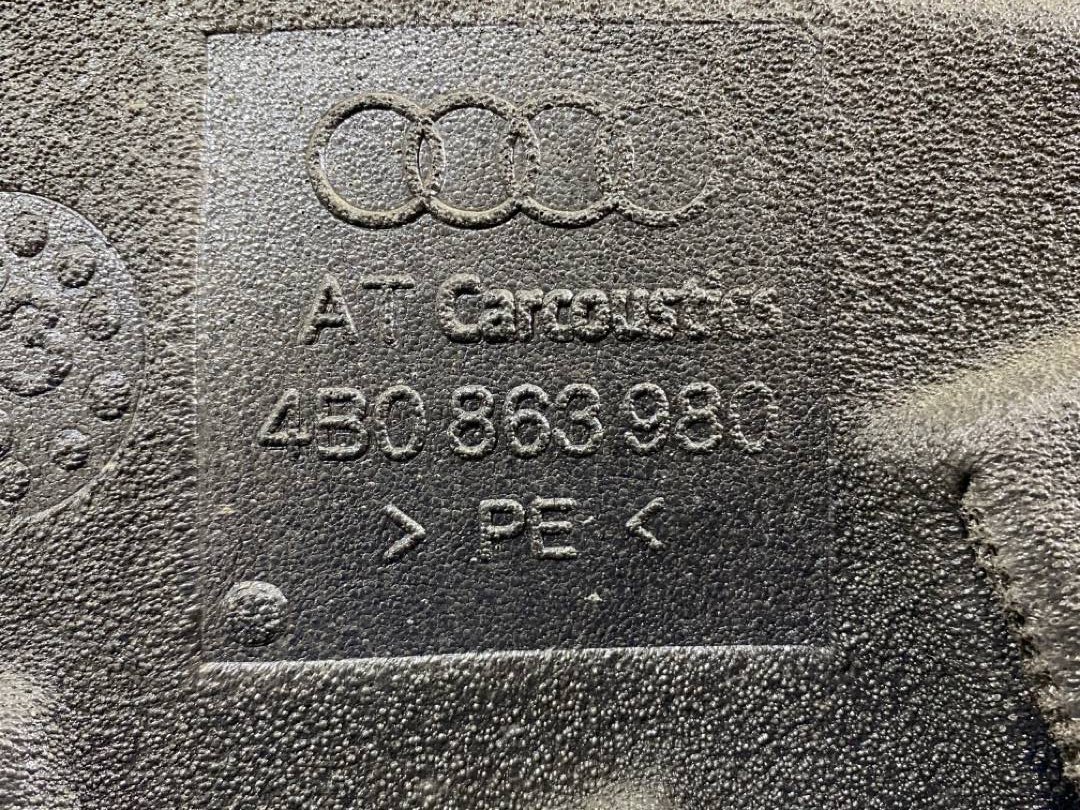 AT Carcoustics
4B0 863 980
> PE <